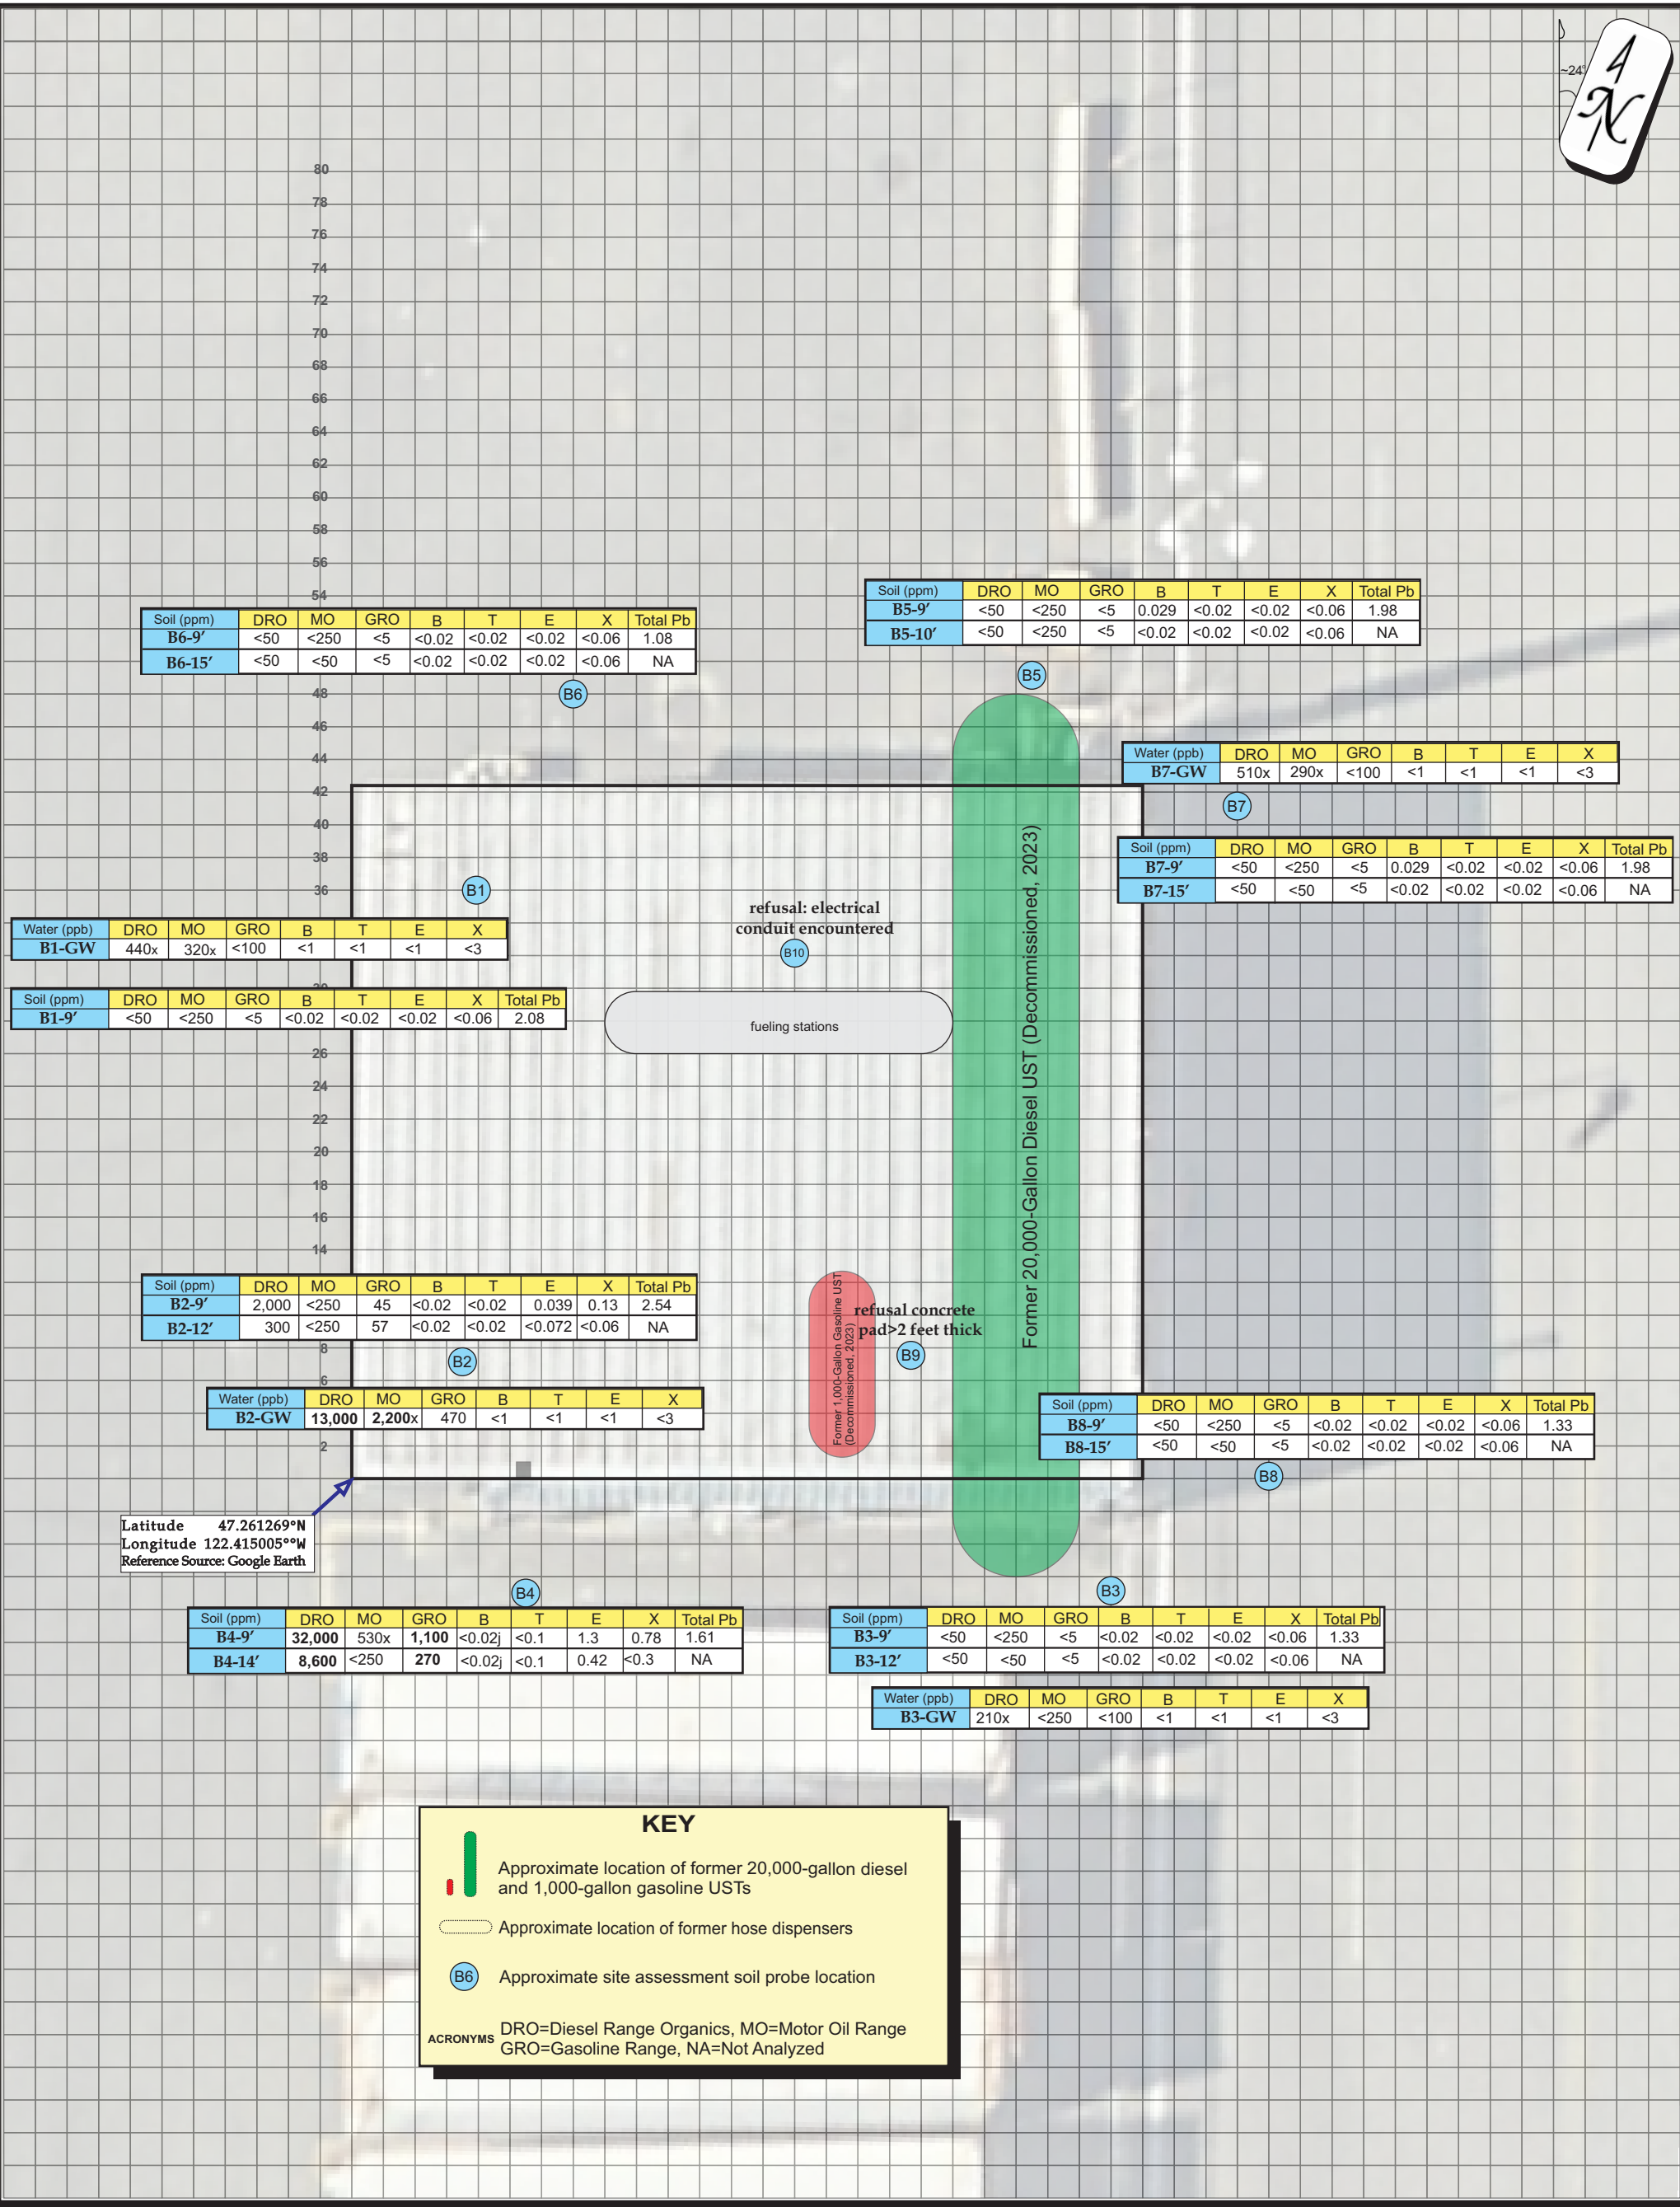 ~24°
N
80
78
76
74
72
70
68
66
64
62
60
58
56
54
Soil (ppm) DRO MO GRO B T E X Total Pb
B5-9′ <50 <250 <5 0.029 <0.02 <0.02 <0.06 1.98
B5-10′ <50 <250 <5 <0.02 <0.02 <0.02 <0.06 NA
B5
Soil (ppm) DRO MO GRO B T E X Total Pb
B6-9′ <50 <250 <5 <0.02 <0.02 <0.02 <0.06 1.08
B6-15′ <50 <50 <5 <0.02 <0.02 <0.02 <0.06 NA
B6
48
46
44
42
40
38
36
Water (ppb) DRO MO GRO B T E X
B7-GW 510x 290x <100 <1 <1 <1 <3
B7
Soil (ppm) DRO MO GRO B T E X Total Pb
B7-9′ <50 <250 <5 0.029 <0.02 <0.02 <0.06 1.98
B7-15′ <50 <50 <5 <0.02 <0.02 <0.02 <0.06 NA
B1
refusal: electrical
conduit encountered
B10
Water (ppb) DRO MO GRO B T E X
B1-GW 440x 320x <100 <1 <1 <1 <3
Soil (ppm) DRO MO GRO B T E X Total Pb
B1-9′ <50 <250 <5 <0.02 <0.02 <0.02 <0.06 2.08
fueling stations
Former 20,000-Gallon Diesel UST (Decommissioned, 2023)
26
24
22
20
18
16
14
Soil (ppm) DRO MO GRO B T E X Total Pb
B2-9′ 2,000 <250 45 <0.02 <0.02 0.039 0.13 2.54
B2-12′ 300 <250 57 <0.02 <0.02 <0.072 <0.06 NA
8
B2
6
Former 1,000-Gallon Gasoline UST
(Decommissioned, 2023)
refusal concrete
pad>2 feet thick
B9
Water (ppb) DRO MO GRO B T E X
B2-GW 13,000 2,200x 470 <1 <1 <1 <3
2
Soil (ppm) DRO MO GRO B T E X Total Pb
B8-9′ <50 <250 <5 <0.02 <0.02 <0.02 <0.06 1.33
B8-15′ <50 <50 <5 <0.02 <0.02 <0.02 <0.06 NA
B8
Latitude 47.261269°N
Longitude 122.415005°°W
Reference Source: Google Earth
B4
Soil (ppm) DRO MO GRO B T E X Total Pb
B4-9′ 32,000 530x 1,100 <0.02j <0.1 1.3 0.78 1.61
B4-14′ 8,600 <250 270 <0.02j <0.1 0.42 <0.3 NA
B3
Soil (ppm) DRO MO GRO B T E X Total Pb
B3-9′ <50 <250 <5 <0.02 <0.02 <0.02 <0.06 1.33
B3-12′ <50 <50 <5 <0.02 <0.02 <0.02 <0.06 NA
Water (ppb) DRO MO GRO B T E X
B3-GW 210x <250 <100 <1 <1 <1 <3
KEY
Approximate location of former 20,000-gallon diesel
and 1,000-gallon gasoline USTs
Approximate location of former hose dispensers
B6 Approximate site assessment soil probe location
ACRONYMS DRO=Diesel Range Organics, MO=Motor Oil Range
GRO=Gasoline Range, NA=Not Analyzed